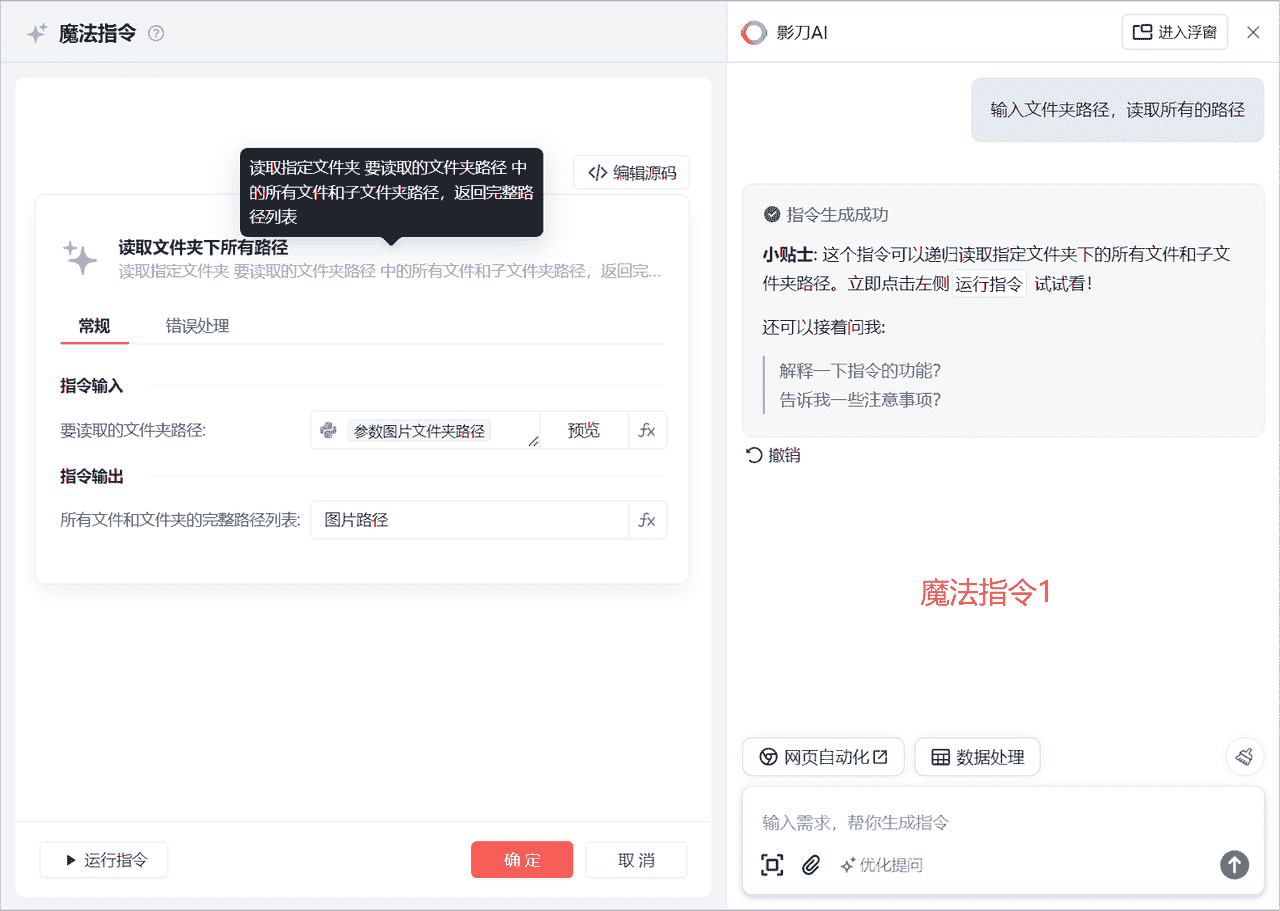 魔法指令
读取指定文件夹 要读取的文件夹路径 中
的所有文件和子文件夹路径，返回完整路
径列表
</> 编辑源码
读取文件夹下所有路径
读取指定文件夹 要读取的文件夹路径 中的所有文件和子文件夹路径，返回完...
常规 错误处理
指令输入
要读取的文件夹路径: 参数图片文件夹路径 预览 fx
指令输出
所有文件和文件夹的完整路径列表: 图片路径 fx
运行指令 确 定 取 消
影刀AI 进入浮窗
输入文件夹路径，读取所有的路径
指令生成成功
小贴士: 这个指令可以递归读取指定文件夹下的所有文件和子文
件夹路径。立即点击左侧 运行指令 试试看！
还可以接着问我:
解释一下指令的功能?
告诉我一些注意事项?
撤销
魔法指令1
网页自动化 数据处理
输入需求，帮你生成指令
优化提问